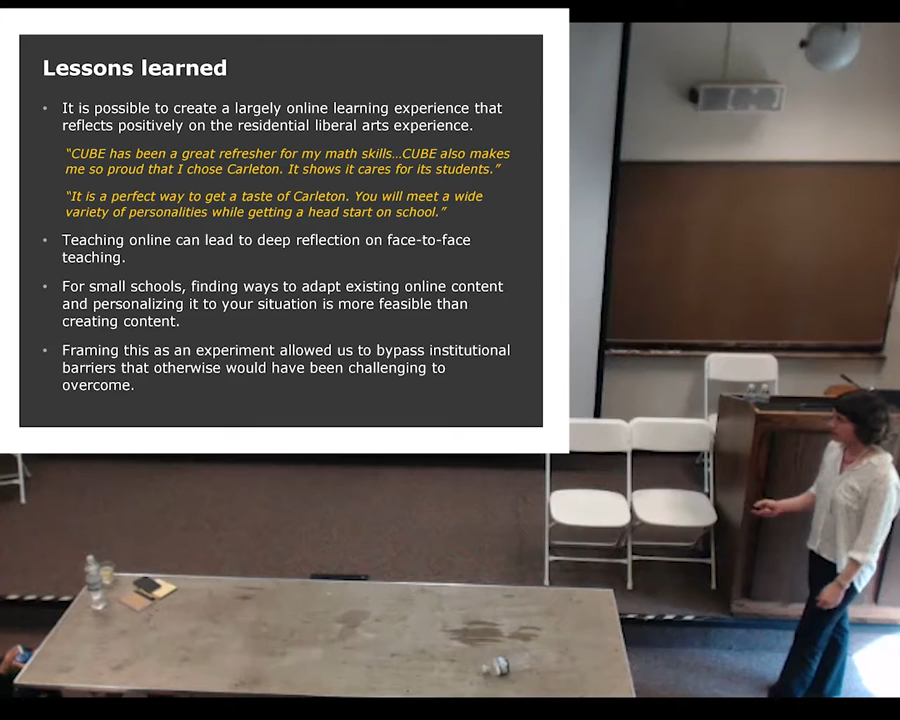 Lessons learned
• It is possible to create a largely online learning experience that
reflects positively on the residential liberal arts experience.
“CUBE has been a great refresher for my math skills…CUBE also makes
me so proud that I chose Carleton. It shows it cares for its students.”
“It is a perfect way to get a taste of Carleton. You will meet a wide
variety of personalities while getting a head start on school.”
• Teaching online can lead to deep reflection on face-to-face
teaching.
• For small schools, finding ways to adapt existing online content
and personalizing it to your situation is more feasible than
creating content.
• Framing this as an experiment allowed us to bypass institutional
barriers that otherwise would have been challenging to
overcome.